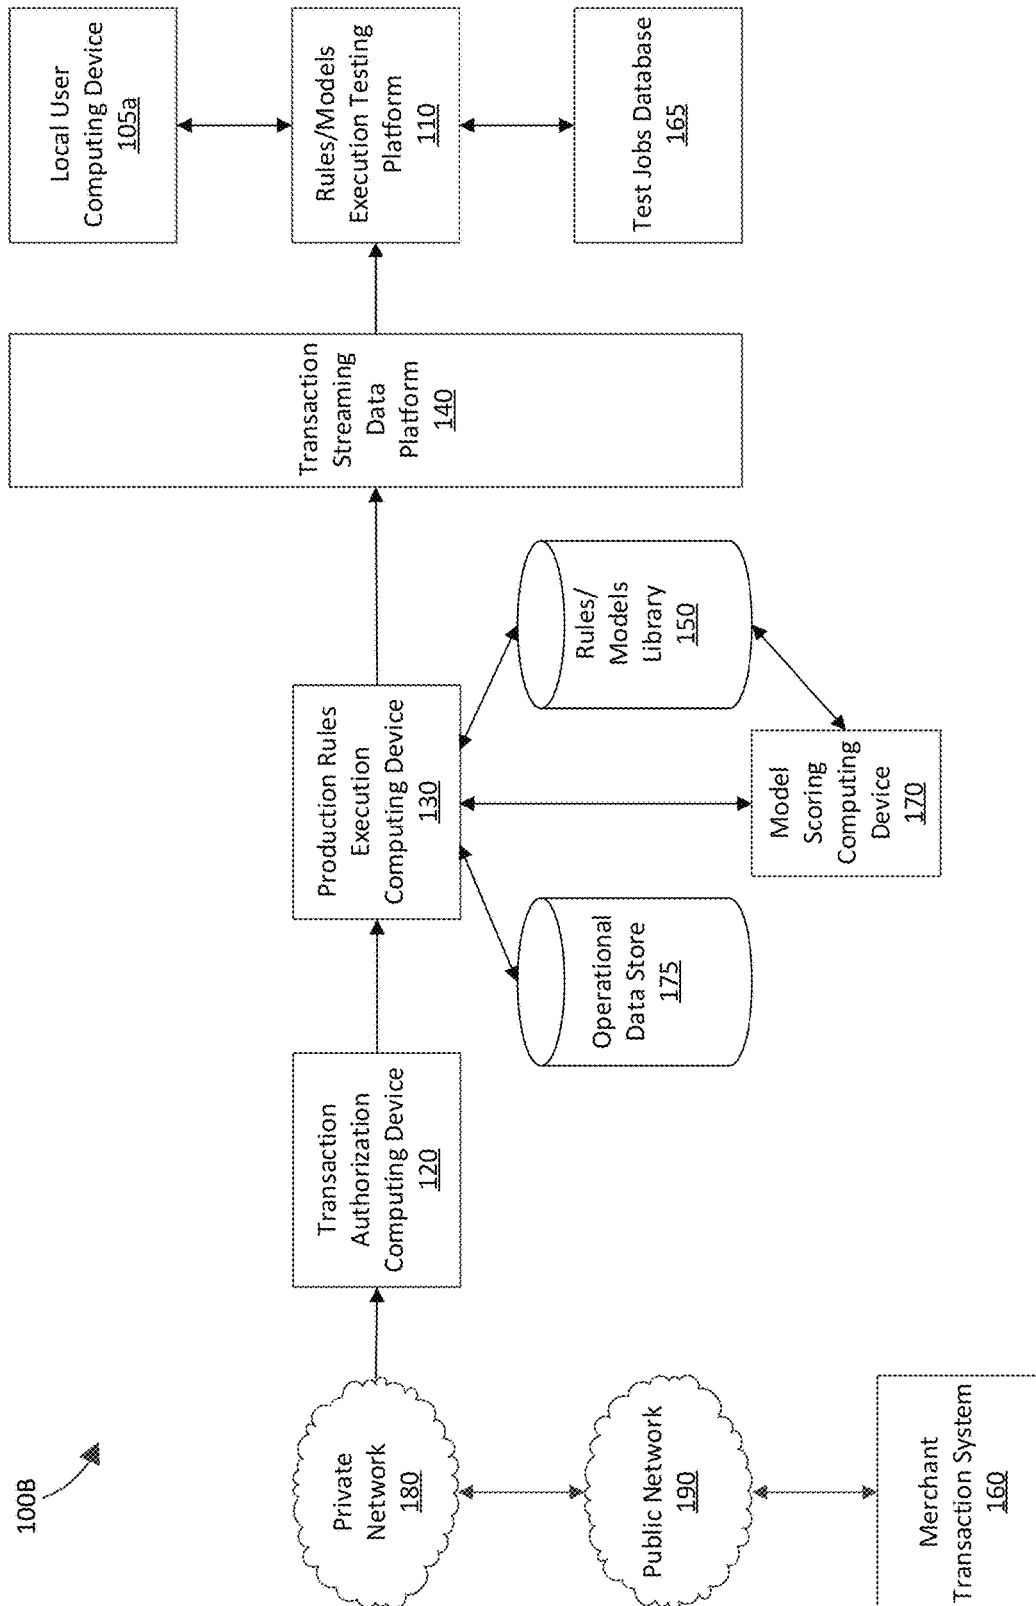 100B
Private
Network
180
Public Network
190
Merchant
Transaction System
160
Transaction
Authorization
Computing Device
120
Production Rules
Execution
Computing Device
130
Operational
Data Store
175
Rules/
Models
Library
150
Model
Scoring
Computing
Device
170
Transaction
Streaming
Data
Platform
140
Local User
Computing Device
105a
Rules/Models
Execution Testing
Platform
110
Test Jobs Database
165